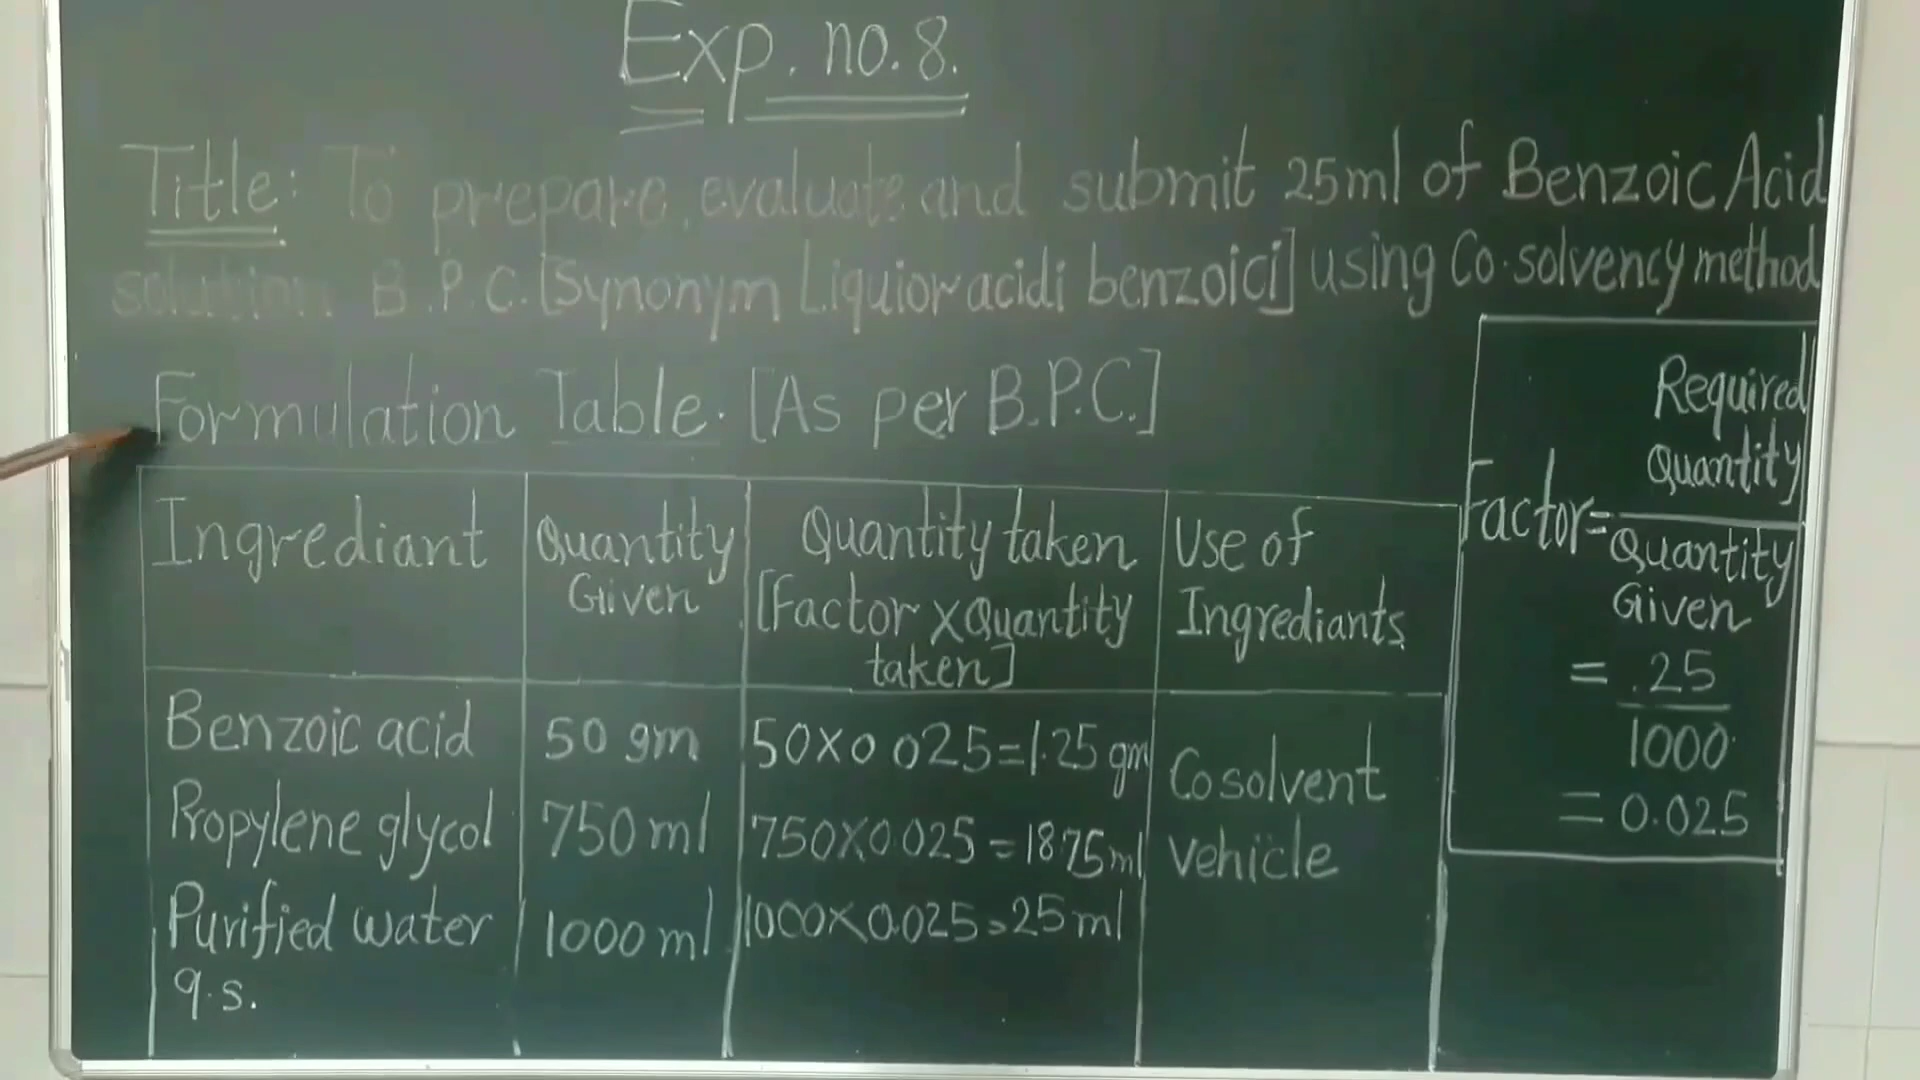 Exp. no. 8.
Title: To prepare, evaluate and submit 25ml of Benzoic Acid
solution B.P.C. [Synonym Liquior acidi benzoici] using Co-solvency method
Formulation Table. [As per B.P.C.]
Ingrediant
Quantity
Given
Quantity taken
[Factor X Quantity
taken]
Use of
Ingrediants
Benzoic acid
50 gm
50X0 025=1.25 gm
Propylene glycol
750 ml
750X0.025=18.75ml
Cosolvent
Purified water
q.s.
1000 ml
1000X0.025=25 ml
Vehicle
Factor=
Required
Quantity
Quantity
Given
= .25
1000
= 0.025